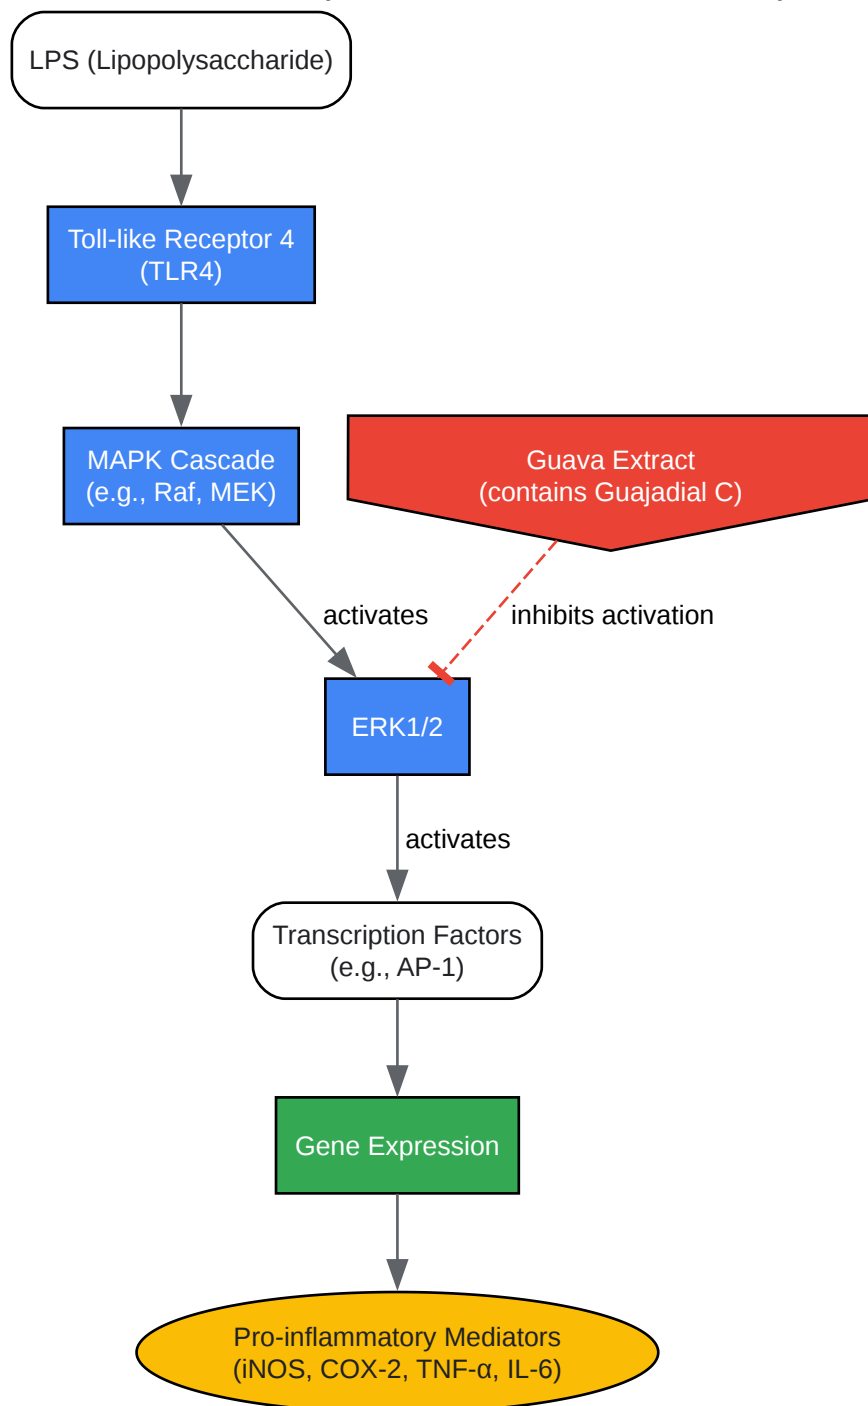 LPS (Lipopolysaccharide)
Toll-like Receptor 4
(TLR4)
MAPK Cascade
(e.g., Raf, MEK)
Guava Extract
(contains Guajadial C)
activates
inhibits activation
ERK1/2
activates
Transcription Factors
(e.g., AP-1)
Gene Expression
Pro-inflammatory Mediators
(iNOS, COX-2, TNF-α, IL-6)